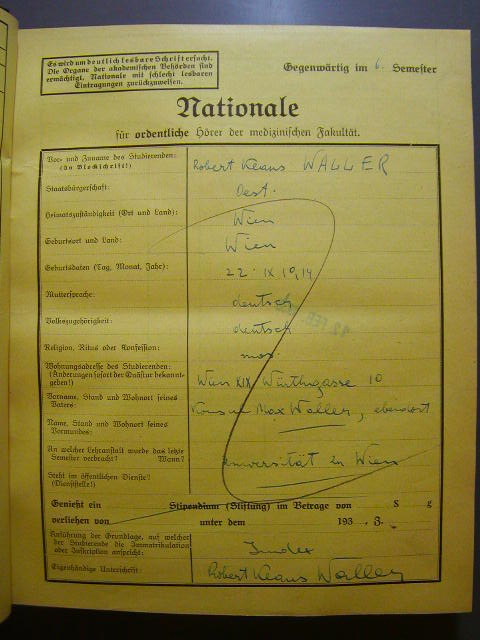 Es wird um deutlich lesbare Schrift ersucht.
Die Organe der akademischen Behörden sind
ermächtigt, Nationale mit schlecht lesbaren
Eintragungen zurückzuweisen.
Gegenwärtig im 6. Semester
Nationale
für ordentliche Hörer der medizinischen Fakultät.
Vor- und Zuname des Studierenden: Robert Klaus WALLER
(In Blockschrift!)
Staatsbürgerschaft: Oest.
Heimatszuständigkeit (Ort und Land): Wien
Geburtsort und Land: Wien
Geburtsdaten (Tag, Monat, Jahr): 22. IX 1914
Muttersprache: deutsch
Volkszugehörigkeit: deutsch
Religion, Ritus oder Konfession: mos.
Wohnungsadresse des Studierenden:
(Änderungen sofort der Quästur bekannt-
geben!) Wien XIX Würthgasse 10
Vorname, Stand und Wohnort seines
Vaters: Max Waller, ebendort
Name, Stand und Wohnort seines
Vormundes:
An welcher Lehranstalt wurde das letzte
Semester verbracht? Wann? Universität in Wien
Steht im öffentlichen Dienste?
(Dienststelle!)
Genießt ein Stipendium (Stiftung) im Betrage von S g
verliehen von unter dem 193 , З.
Anführung der Grundlage, auf welcher
der Studierende die Immatrikulation
oder Inskription anspricht: Index
Eigenhändige Unterschrift: Robert Klaus Waller